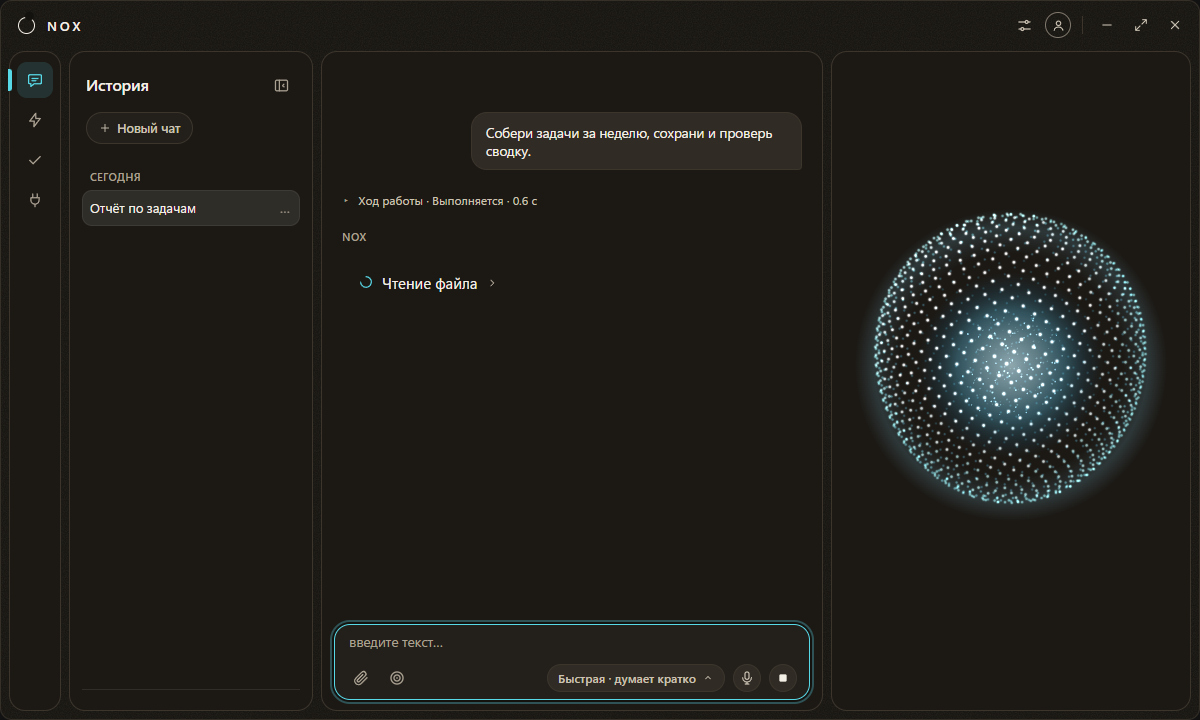 NOX
История
+ Новый чат
СЕГОДНЯ
Отчёт по задачам ...
Собери задачи за неделю, сохрани и проверь
сводку.
Ход работы · Выполняется · 0.6 с
NOX
Чтение файла
введите текст...
Быстрая · думает кратко